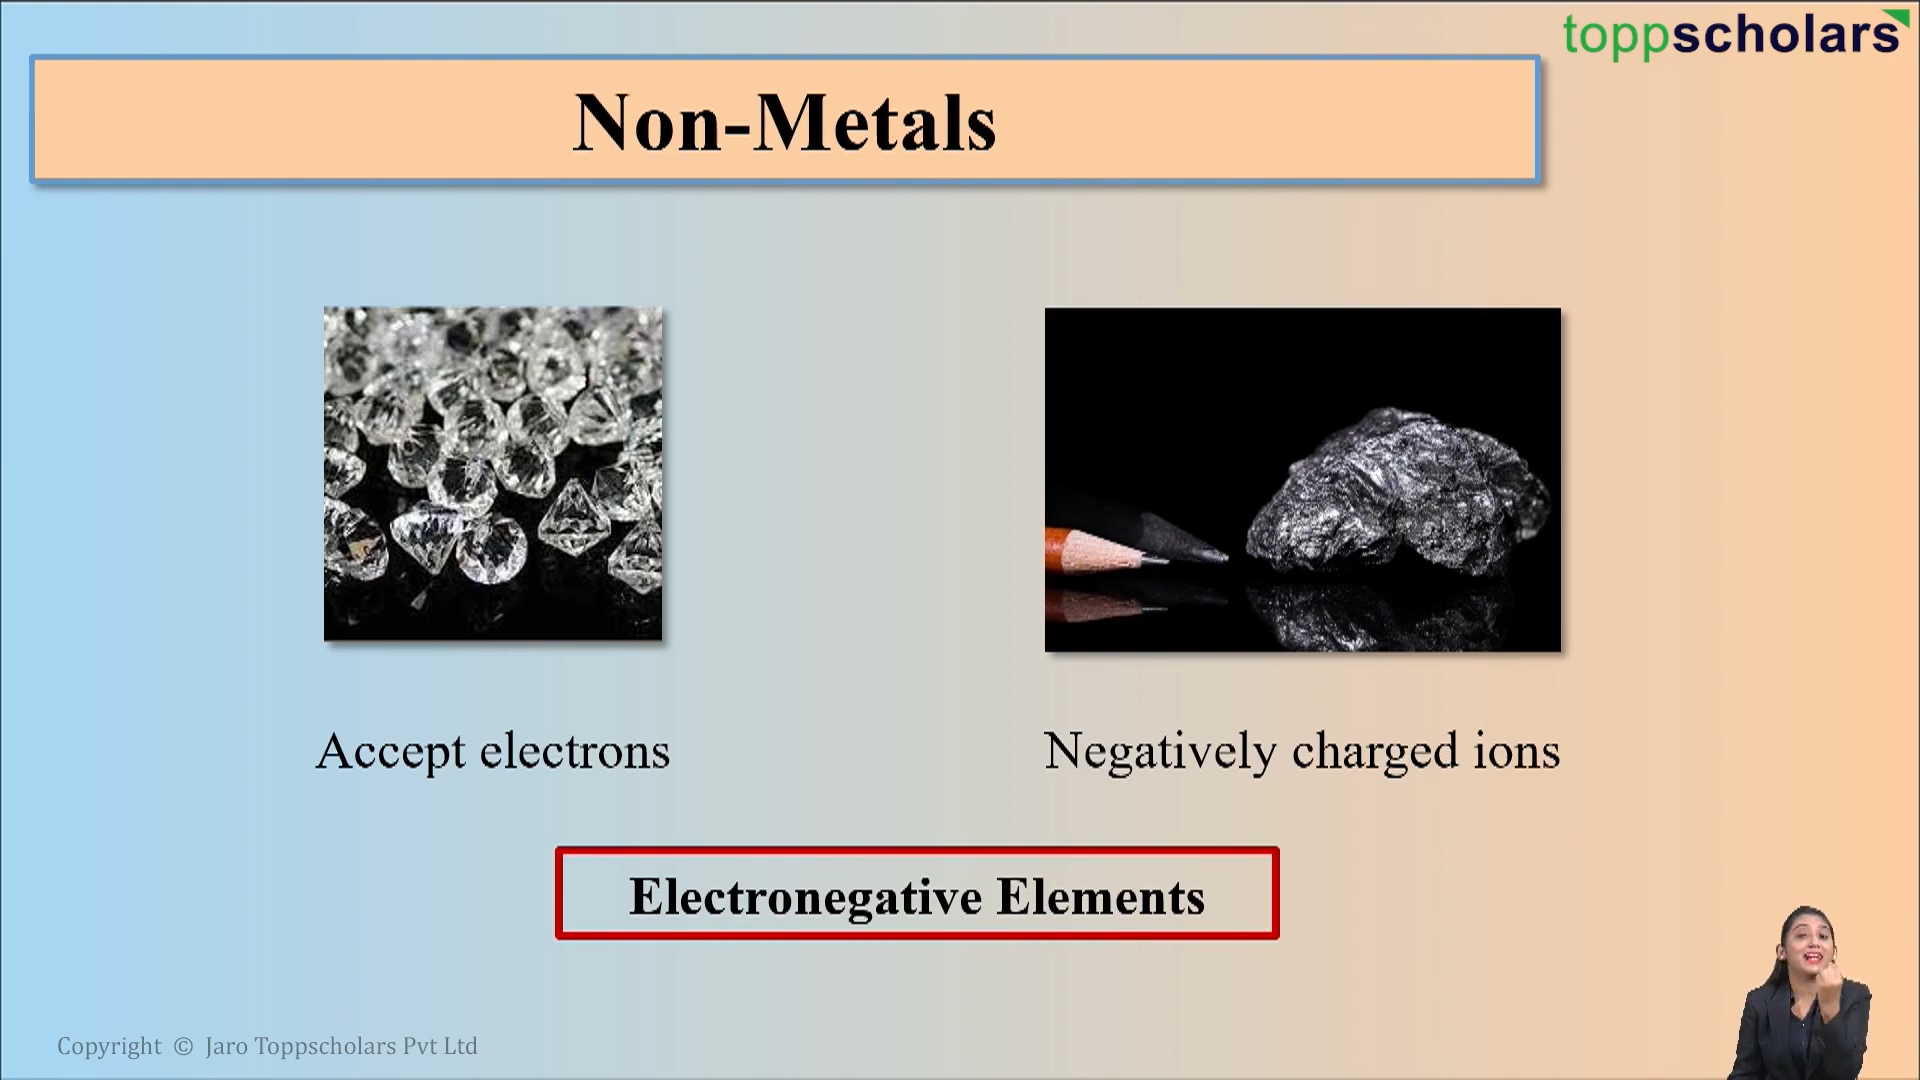 toppscholars
Non-Metals
Accept electrons
Negatively charged ions
Electronegative Elements
Copyright © Jaro Toppscholars Pvt Ltd